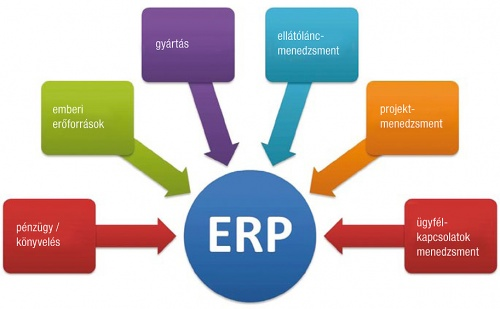 gyártás
ellátólánc-
menedzsment
emberi
erőforrások
projekt-
menedzsment
pénzügy /
könyvelés
ERP
ügyfél-
kapcsolatok
menedzsment